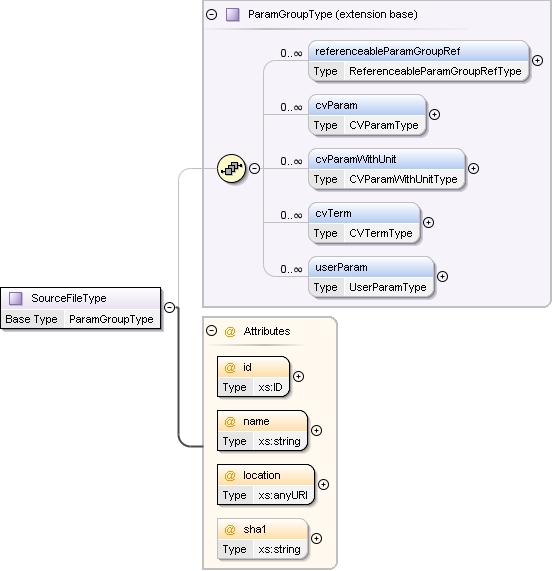 ParamGroupType (extension base)
0..∞ referenceableParamGroupRef
Type ReferenceableParamGroupRefType
0..∞ cvParam
Type CVParamType
0..∞ cvParamWithUnit
Type CVParamWithUnitType
0..∞ cvTerm
Type CVTermType
0..∞ userParam
Type UserParamType
SourceFileType
Base Type ParamGroupType
@ Attributes
@ id
Type xs:ID
@ name
Type xs:string
@ location
Type xs:anyURI
@ sha1
Type xs:string